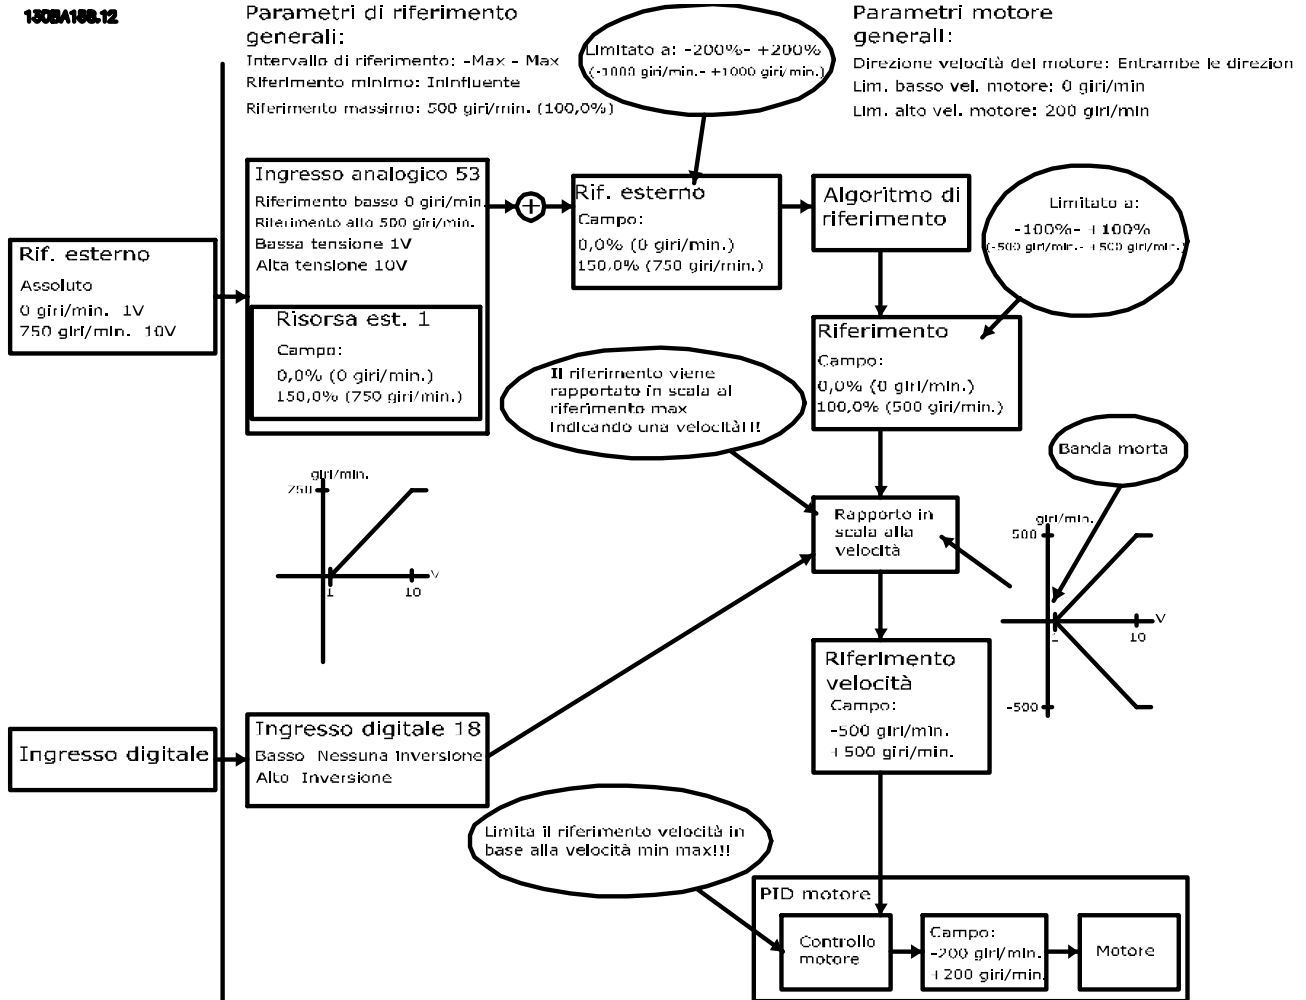 130BA188.12
Parametri di riferimento
generali:
Intervallo di riferimento: -Max - Max
Riferimento minimo: Ininfluente
Riferimento massimo: 500 giri/min. (100,0%)
Limitato a: -200%- +200%
(-1000 giri/min.- +1000 giri/min.)
Parametri motore
generali:
Direzione velocità del motore: Entrambe le direzion
Lim. basso vel. motore: 0 giri/min
Lim. alto vel. motore: 200 giri/min
Rif. esterno
Assoluto
0 giri/min. 1V
750 giri/min. 10V
Ingresso analogico 53
Riferimento basso 0 giri/min.
Riferimento alto 500 giri/min.
Bassa tensione 1V
Alta tensione 10V
Risorsa est. 1
Campo:
0,0% (0 giri/min.)
150,0% (750 giri/min.)
Rif. esterno
Campo:
0,0% (0 giri/min.)
150,0% (750 giri/min.)
Algoritmo di
riferimento
Limitato a:
-100%- +100%
(-500 giri/min.- +500 giri/min.)
Riferimento
Campo:
0,0% (0 giri/min.)
100,0% (500 giri/min.)
Il riferimento viene
rapportato in scala al
riferimento max
indicando una velocità!!!
Banda morta
giri/min.
750
1
10
V
Rapporto in
scala alla
velocità
giri/min.
500
V
1
10
-500
Riferimento
velocità
Campo:
-500 giri/min.
+500 giri/min.
Ingresso digitale
Ingresso digitale 18
Basso Nessuna inversione
Alto Inversione
Limita il riferimento velocità in
base alla velocità min max!!!
PID motore
Controllo
motore
Campo:
-200 giri/min.
+200 giri/min.
Motore